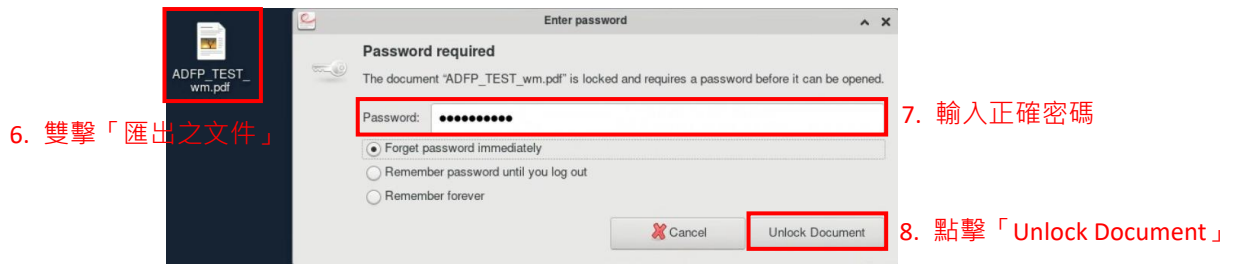 Enter password
ADFP_TEST_
wm.pdf
Password required
The document “ADFP_TEST_wm.pdf” is locked and requires a password before it can be opened.
Password: ●●●●●●●●●●
7. 輸入正確密碼
6. 雙擊「匯出之文件」
Forget password immediately
Remember password until you log out
Remember forever
Cancel
Unlock Document
8. 點擊「Unlock Document」